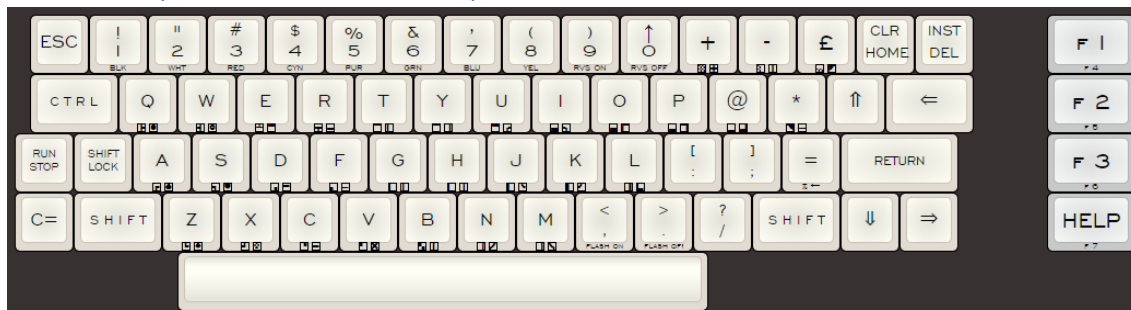 ESC ! " # $ % & ' ( ) ↑ + - £ CLR INST F 1
1 2 3 4 5 6 7 8 9 0 HOME DEL
BLK WHT RED CYN PUR GRN BLU YEL RVS ON RVS OFF F 4
CTRL Q W E R T Y U I O P @ * ⇑ ⇐ F 2
F 5
RUN SHIFT A S D F G H J K L [ ] = RETURN F 3
STOP LOCK : ;
π ← F 6
C= SHIFT Z X C V B N M < > ? SHIFT ⇓ ⇒ HELP
, . /
FLASH ON FLASH OFF F 7